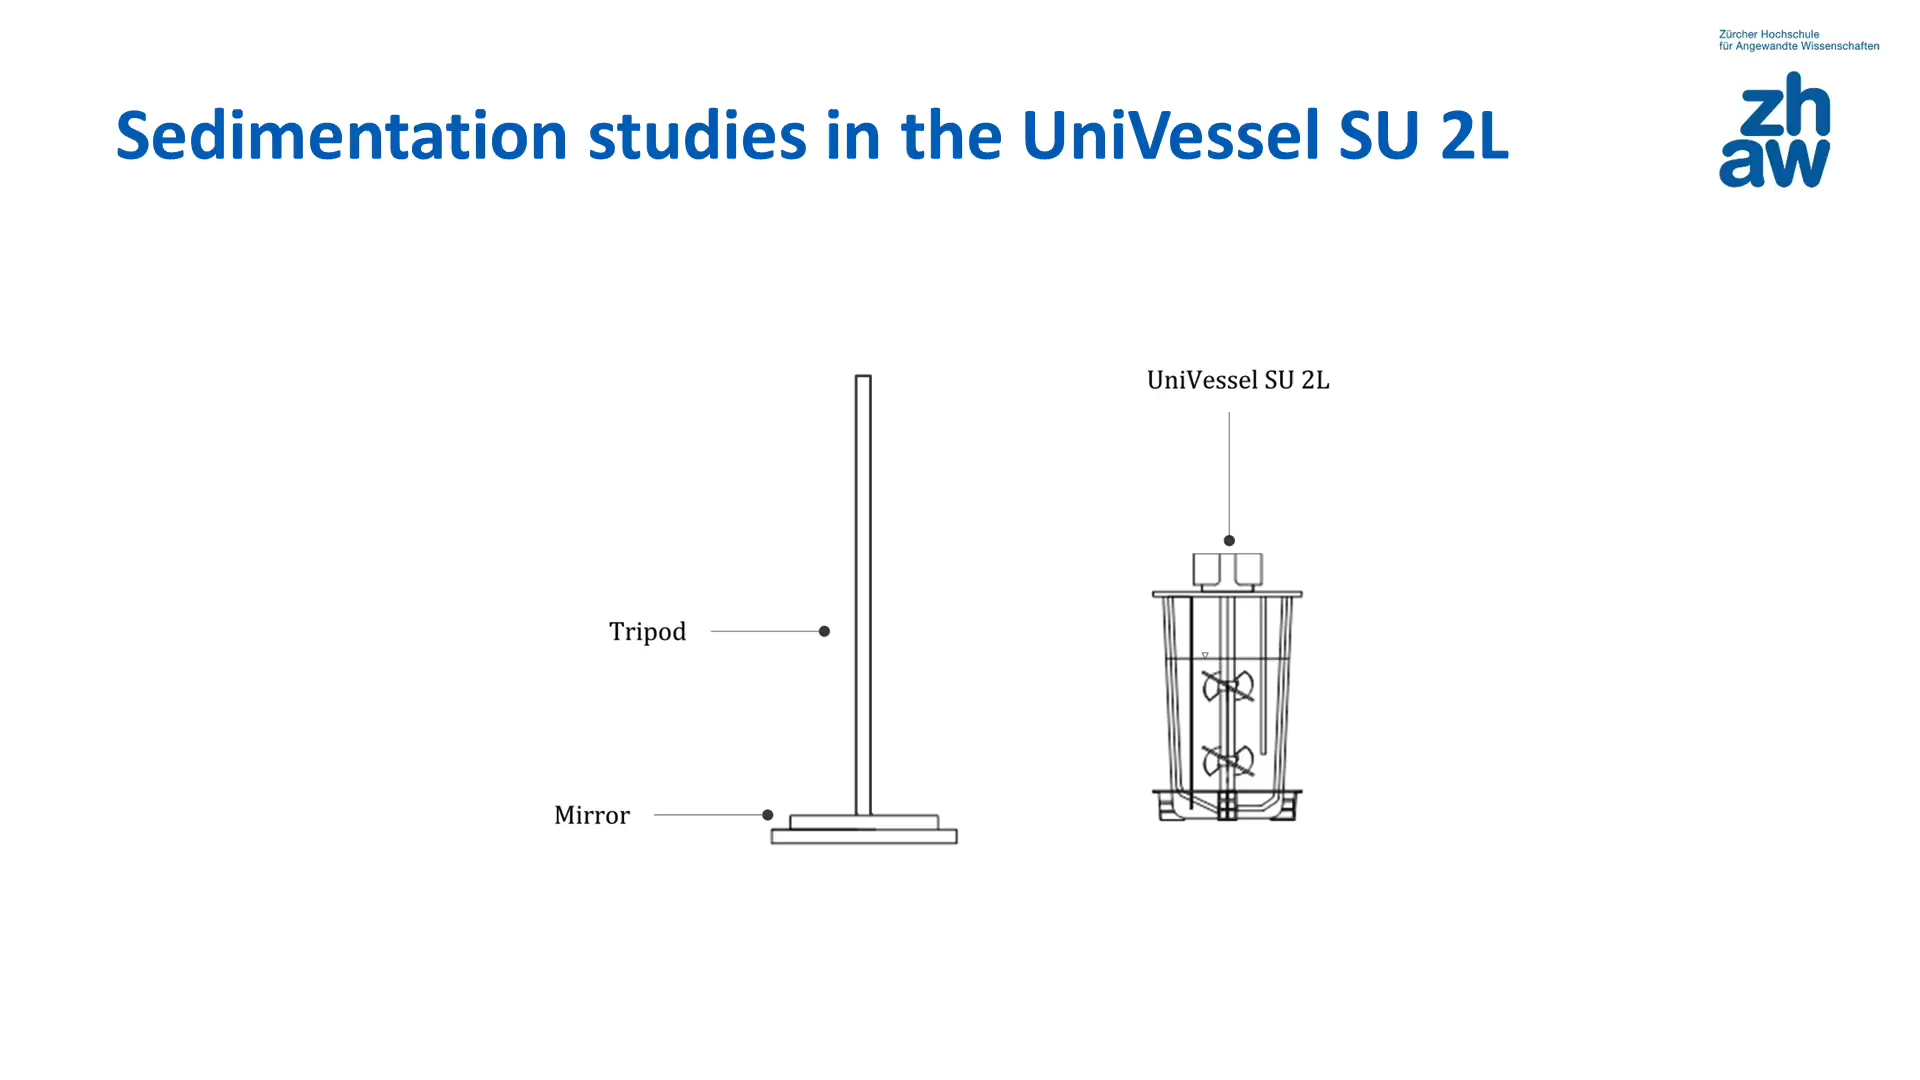 Zürcher Hochschule
für Angewandte Wissenschaften
zh
aw
Sedimentation studies in the UniVessel SU 2L
UniVessel SU 2L
Tripod
Mirror